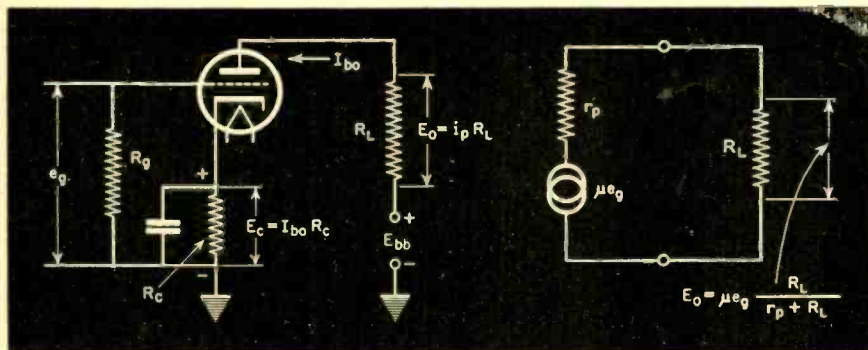 I_bo
e_g
R_g
+
-
R_c
E_c = I_bo R_c
R_L
E_o = i_p R_L
+
E_bb
-
r_p
μe_g
R_L
E_o = μe_g R_L / (r_p + R_L)